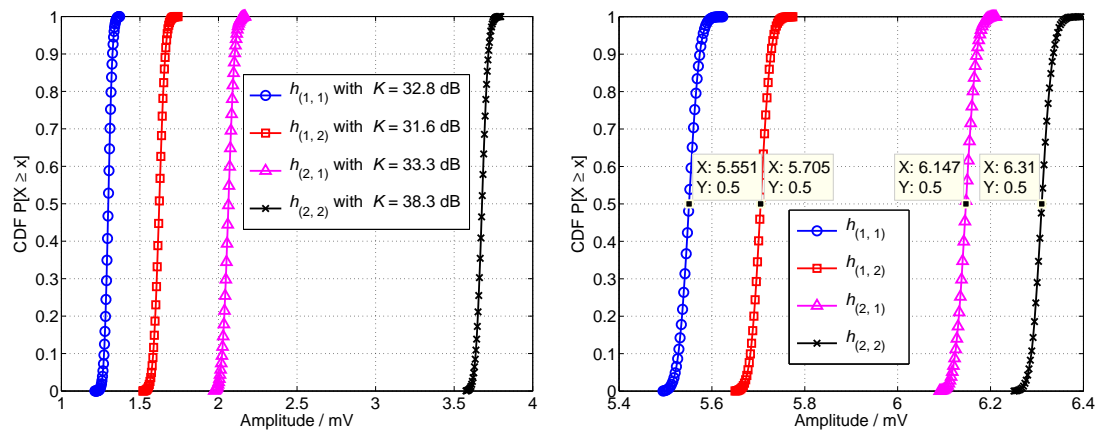 CDF P[X ≥ x]
1
0.9
0.8
0.7
0.6
0.5
0.4
0.3
0.2
0.1
0
h(1, 1) with K = 32.8 dB
h(1, 2) with K = 31.6 dB
h(2, 1) with K = 33.3 dB
h(2, 2) with K = 38.3 dB
1 1.5 2 2.5 3 3.5 4
Amplitude / mV
CDF P[X ≥ x]
1
0.9
0.8
0.7
0.6
0.5
0.4
0.3
0.2
0.1
0
X: 5.551
Y: 0.5
X: 5.705
Y: 0.5
X: 6.147
Y: 0.5
X: 6.31
Y: 0.5
h(1, 1)
h(1, 2)
h(2, 1)
h(2, 2)
5.4 5.6 5.8 6 6.2 6.4
Amplitude / mV